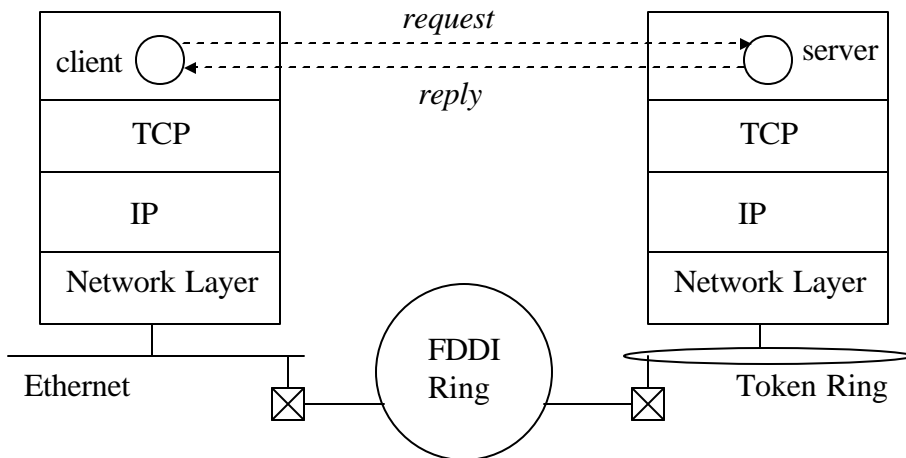 request
client
server
reply
TCP
TCP
IP
IP
Network Layer
Network Layer
FDDI
Ring
Ethernet
Token Ring